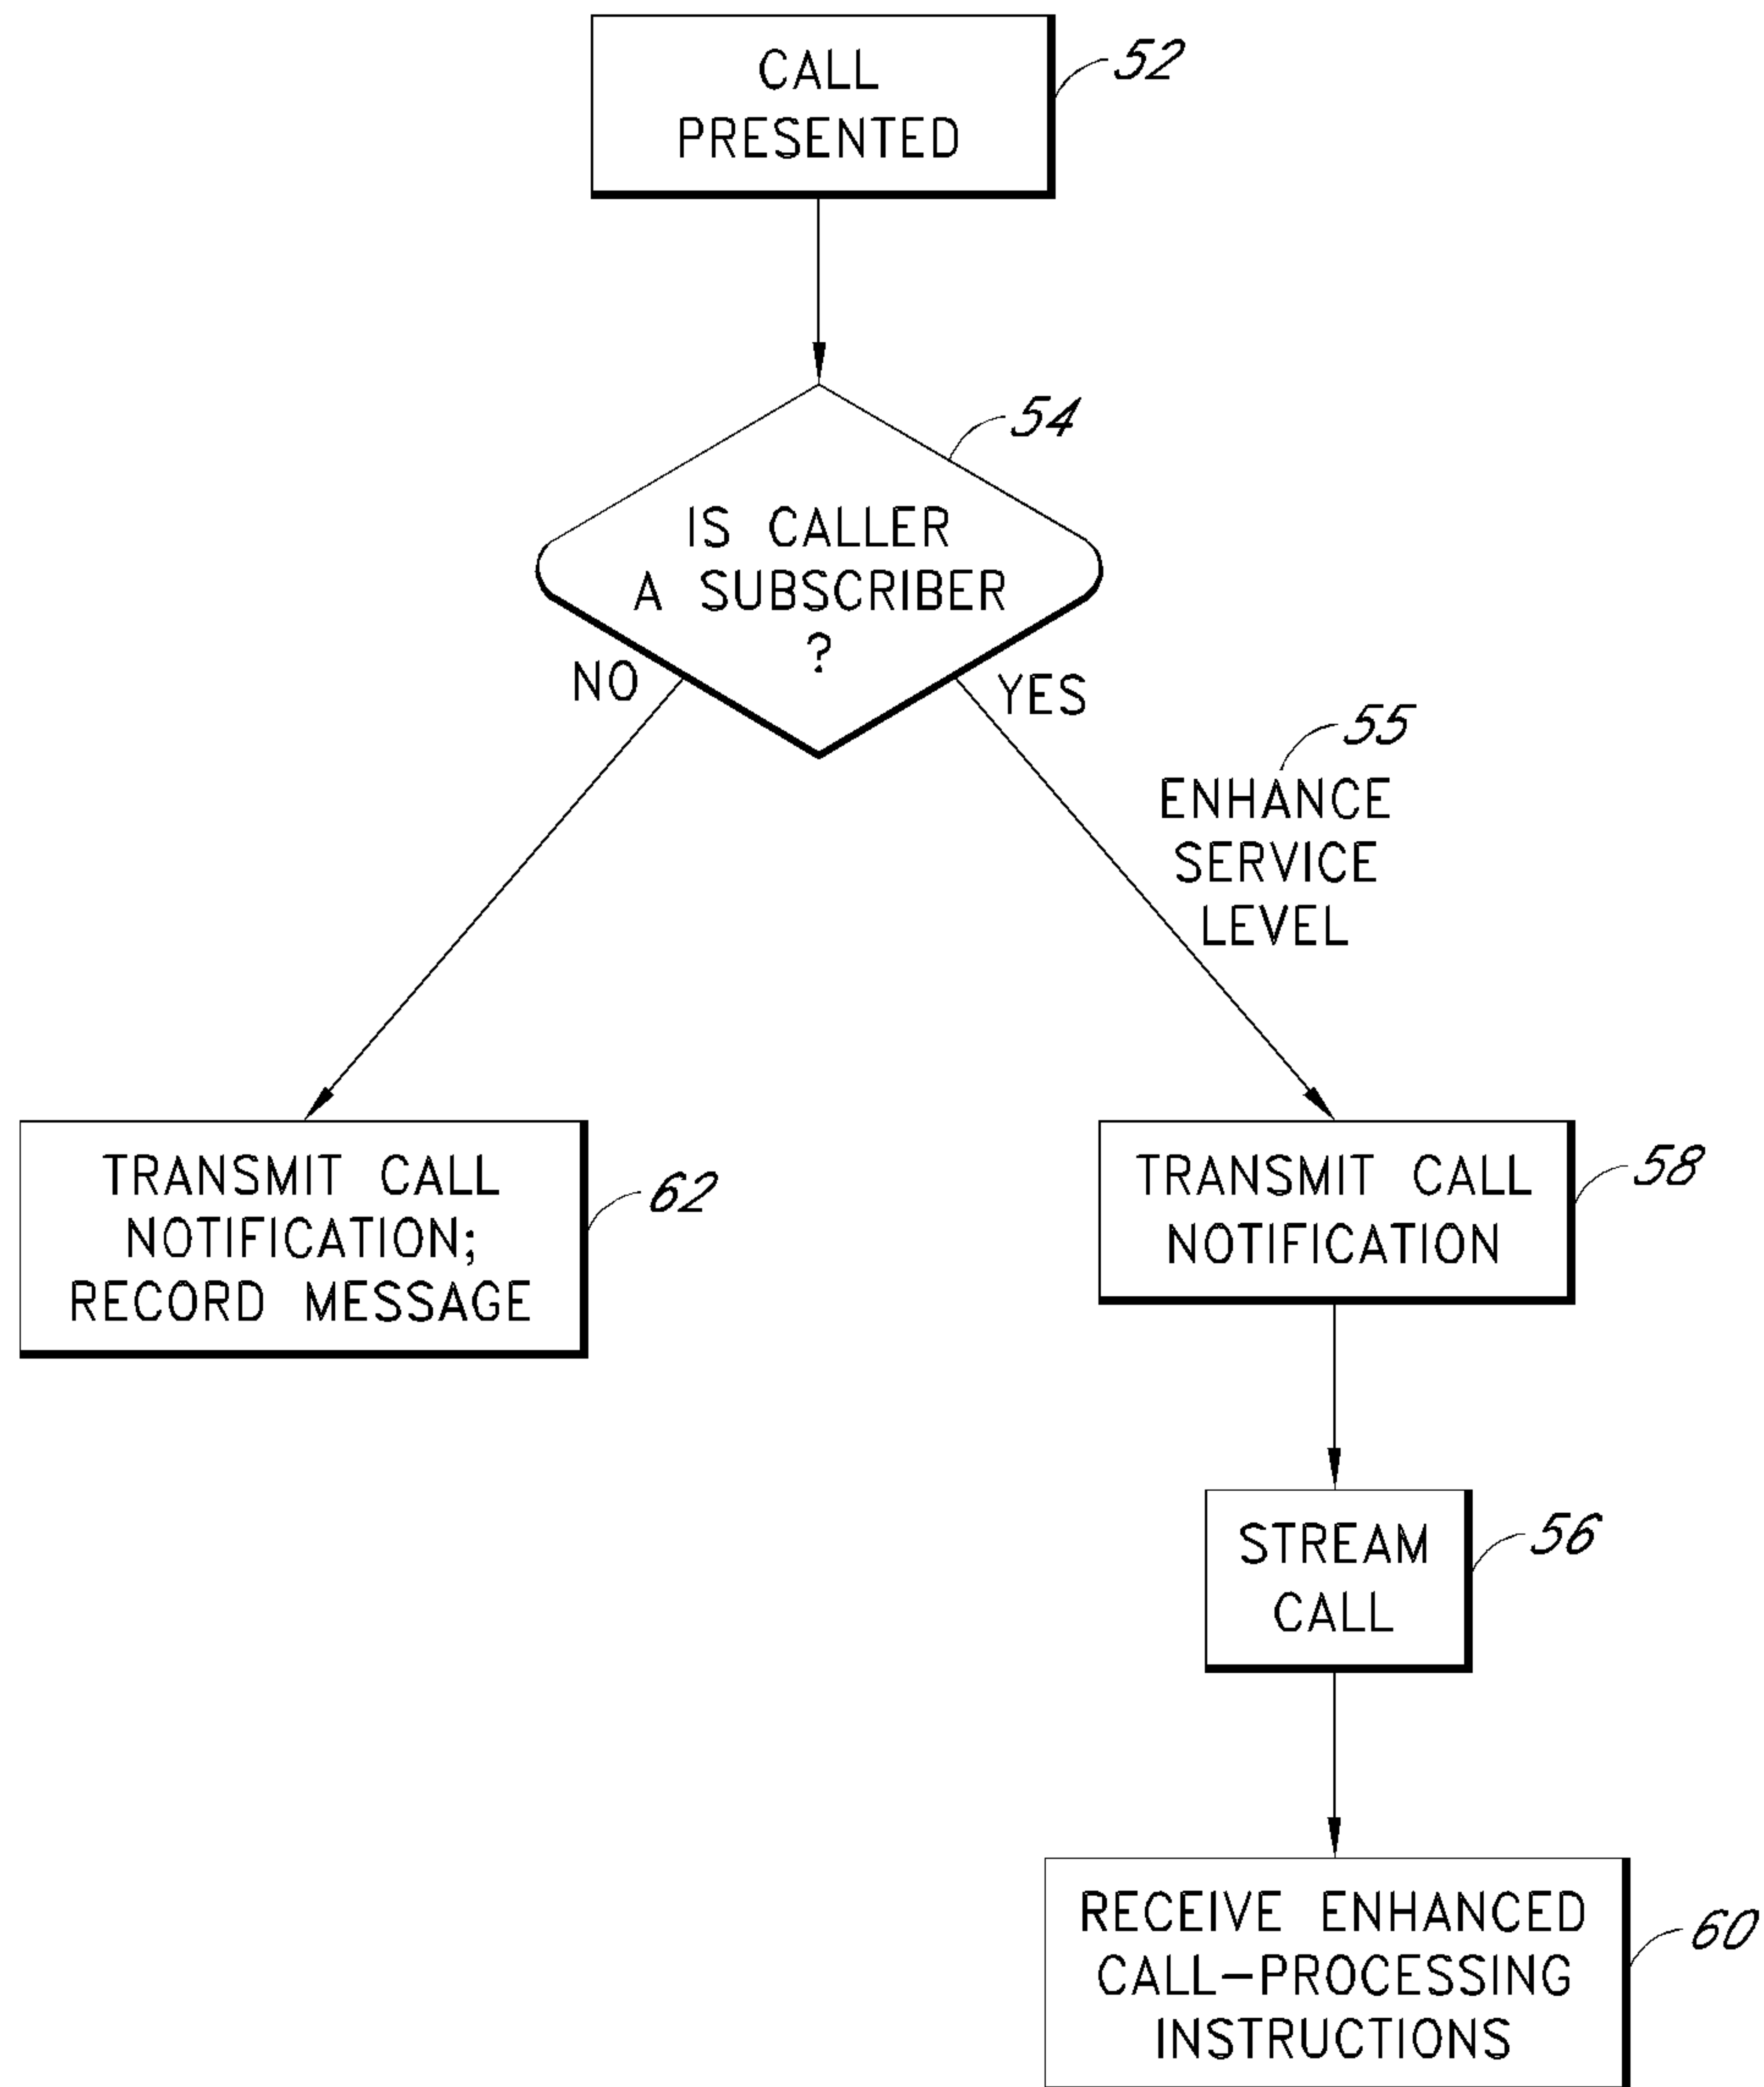 CALL
PRESENTED
52
54
IS CALLER
A SUBSCRIBER
?
NO
YES
55
ENHANCE
SERVICE
LEVEL
TRANSMIT CALL
NOTIFICATION;
RECORD MESSAGE
62
TRANSMIT CALL
NOTIFICATION
58
STREAM
CALL
56
RECEIVE ENHANCED
CALL-PROCESSING
INSTRUCTIONS
60